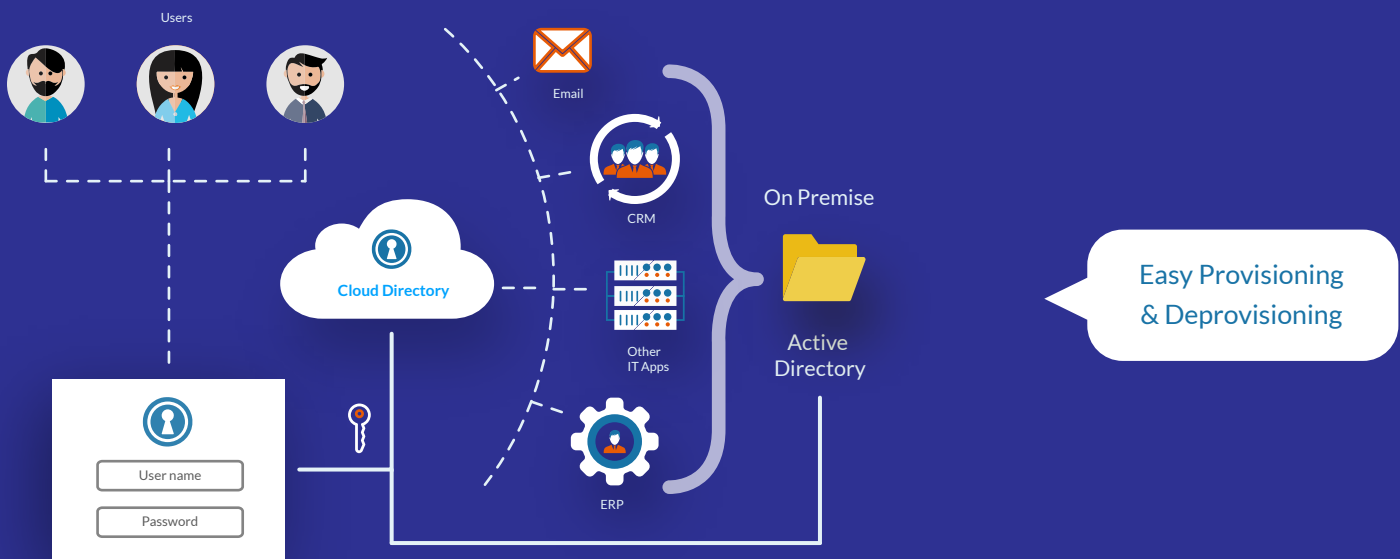 Users
Email
CRM
Cloud Directory
Other
IT Apps
ERP
On Premise
Active
Directory
Easy Provisioning
& Deprovisioning
User name
Password